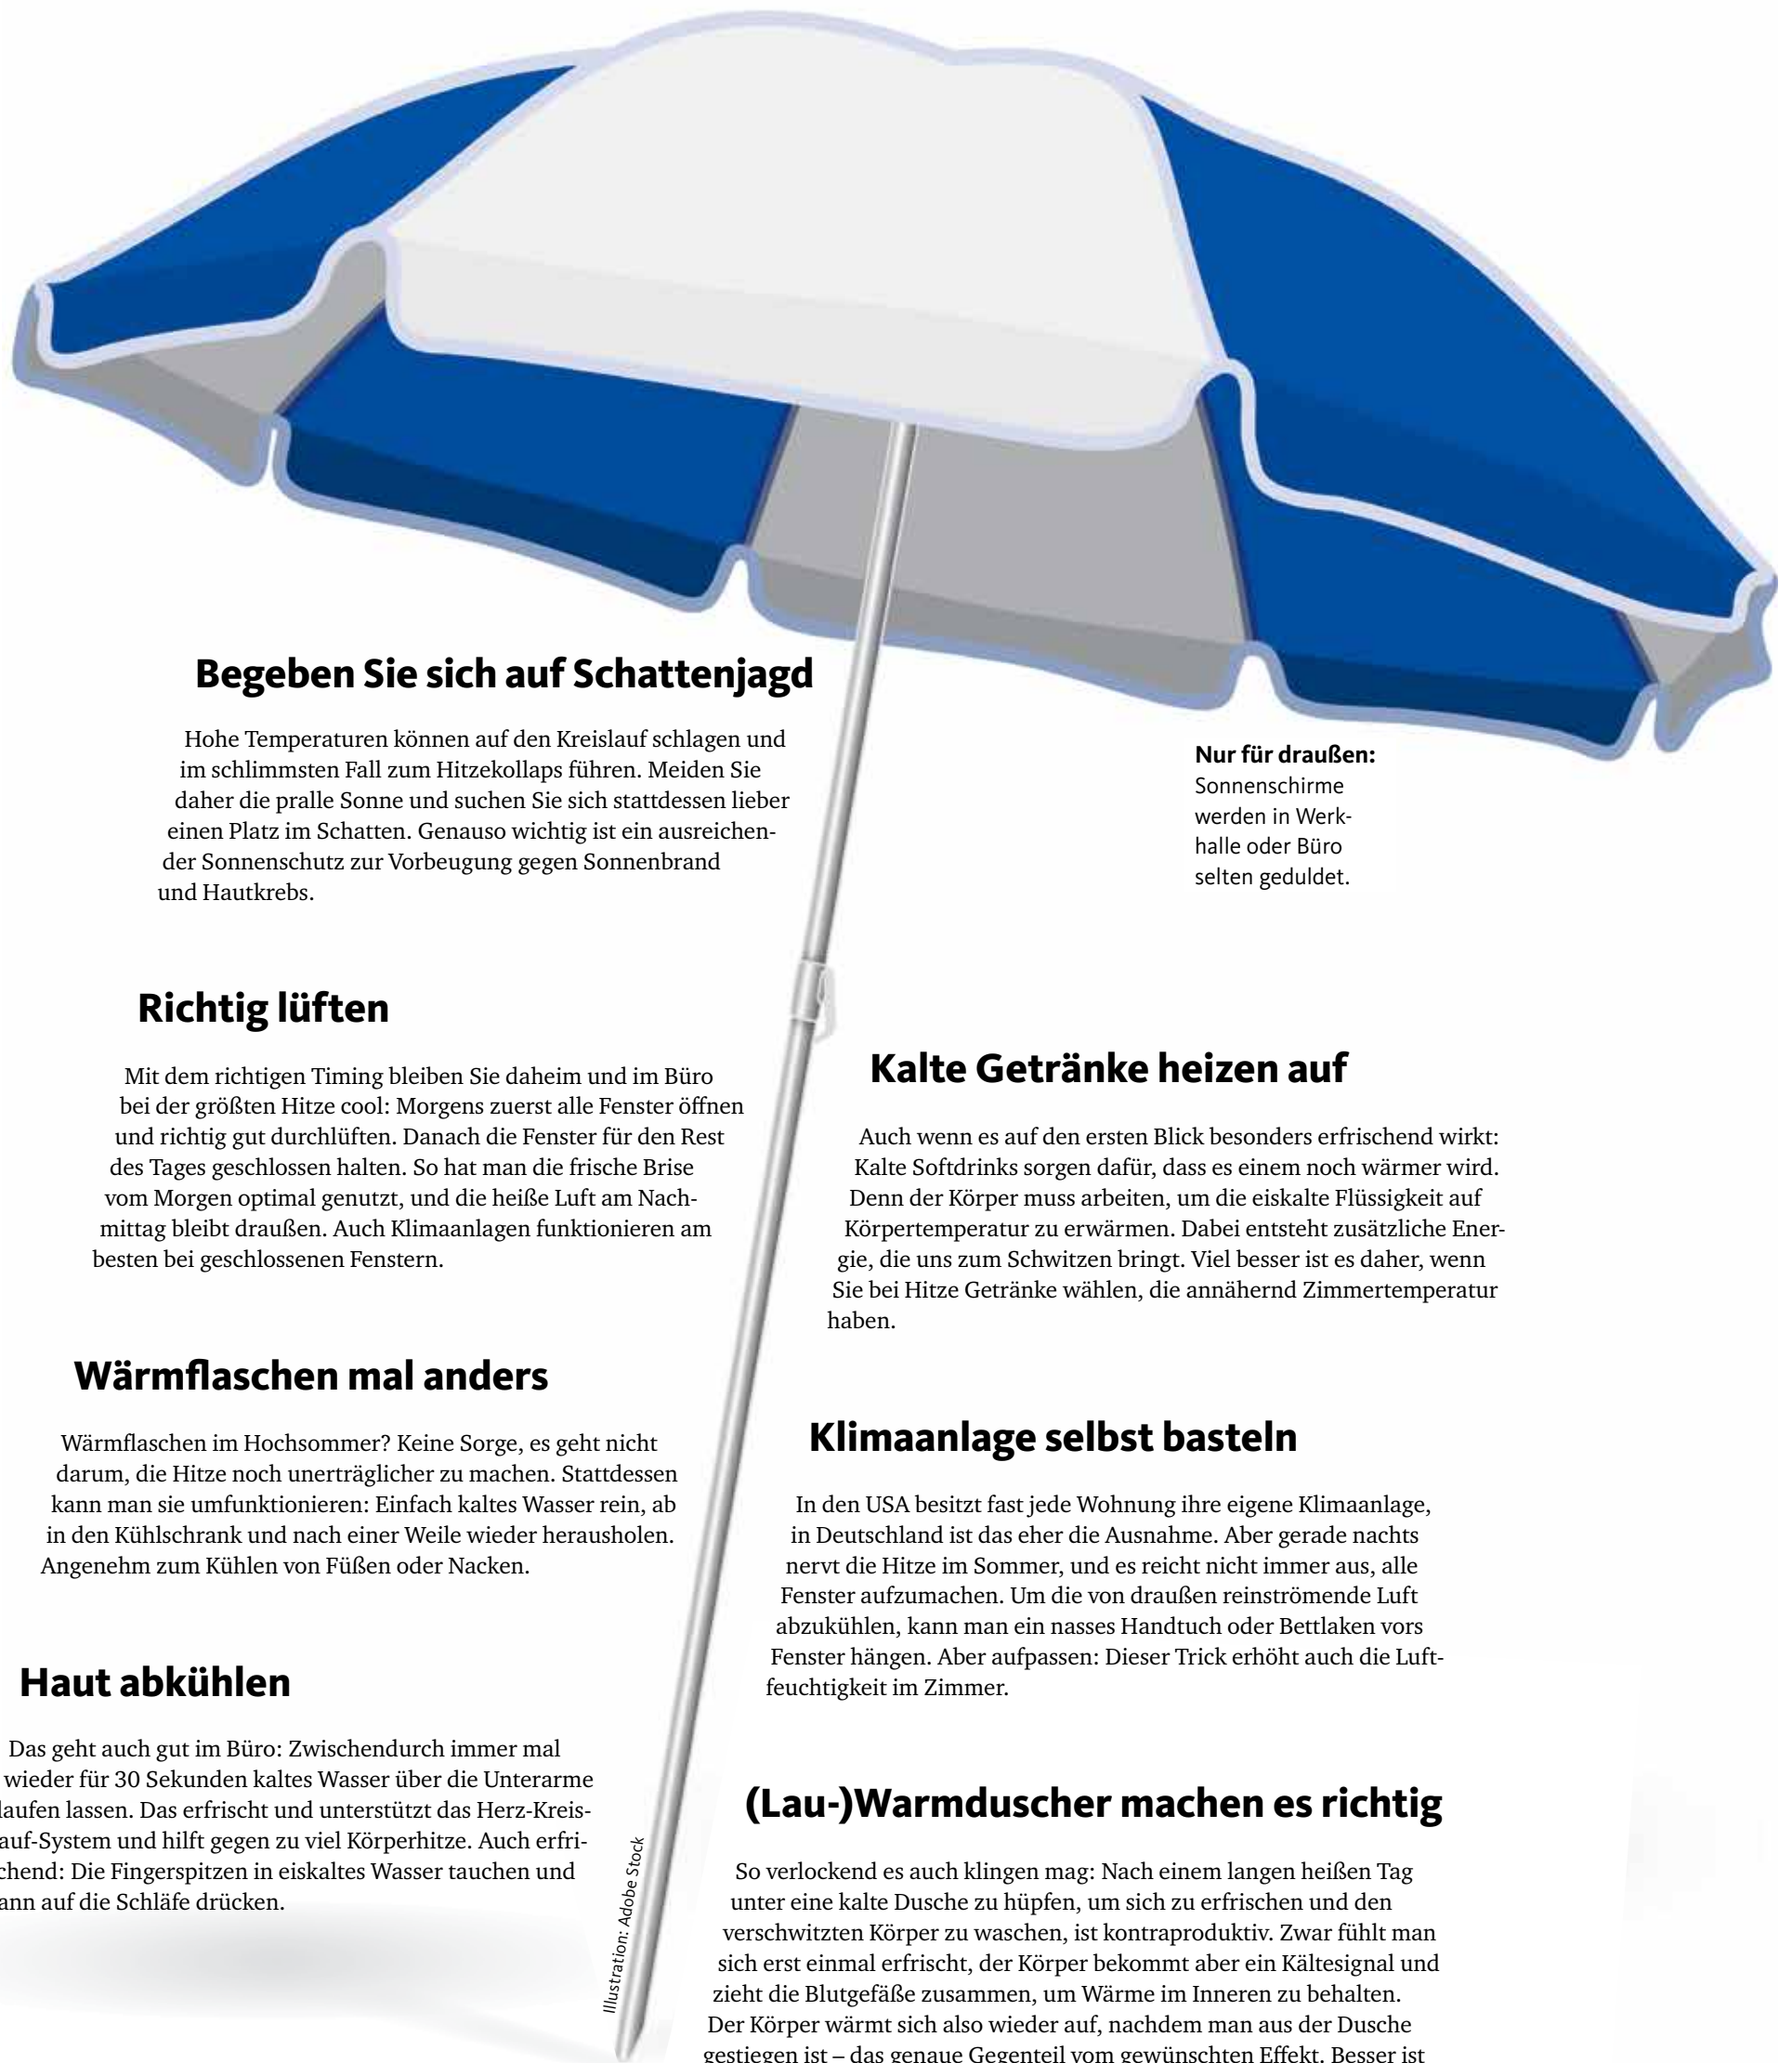 Begeben Sie sich auf Schattenjagd
Hohe Temperaturen können auf den Kreislauf schlagen und
im schlimmsten Fall zum Hitzekollaps führen. Meiden Sie
daher die pralle Sonne und suchen Sie sich stattdessen lieber
einen Platz im Schatten. Genauso wichtig ist ein ausreichen-
der Sonnenschutz zur Vorbeugung gegen Sonnenbrand
und Hautkrebs.
Richtig lüften
Mit dem richtigen Timing bleiben Sie daheim und im Büro
bei der größten Hitze cool: Morgens zuerst alle Fenster öffnen
und richtig gut durchlüften. Danach die Fenster für den Rest
des Tages geschlossen halten. So hat man die frische Brise
vom Morgen optimal genutzt, und die heiße Luft am Nach-
mittag bleibt draußen. Auch Klimaanlagen funktionieren am
besten bei geschlossenen Fenstern.
Wärmflaschen mal anders
Wärmflaschen im Hochsommer? Keine Sorge, es geht nicht
darum, die Hitze noch unerträglicher zu machen. Stattdessen
kann man sie umfunktionieren: Einfach kaltes Wasser rein, ab
in den Kühlschrank und nach einer Weile wieder herausholen.
Angenehm zum Kühlen von Füßen oder Nacken.
Haut abkühlen
Das geht auch gut im Büro: Zwischendurch immer mal
wieder für 30 Sekunden kaltes Wasser über die Unterarme
laufen lassen. Das erfrischt und unterstützt das Herz-Kreis-
auf-System und hilft gegen zu viel Körperhitze. Auch erfri-
chend: Die Fingerspitzen in eiskaltes Wasser tauchen und
ann auf die Schläfe drücken.
Illustration: Adobe Stock
Nur für draußen:
Sonnenschirme
werden in Werk-
halle oder Büro
selten geduldet.
Kalte Getränke heizen auf
Auch wenn es auf den ersten Blick besonders erfrischend wirkt:
Kalte Softdrinks sorgen dafür, dass es einem noch wärmer wird.
Denn der Körper muss arbeiten, um die eiskalte Flüssigkeit auf
Körpertemperatur zu erwärmen. Dabei entsteht zusätzliche Ener-
gie, die uns zum Schwitzen bringt. Viel besser ist es daher, wenn
Sie bei Hitze Getränke wählen, die annähernd Zimmertemperatur
haben.
Klimaanlage selbst basteln
In den USA besitzt fast jede Wohnung ihre eigene Klimaanlage,
in Deutschland ist das eher die Ausnahme. Aber gerade nachts
nervt die Hitze im Sommer, und es reicht nicht immer aus, alle
Fenster aufzumachen. Um die von draußen reinströmende Luft
abzukühlen, kann man ein nasses Handtuch oder Bettlaken vors
Fenster hängen. Aber aufpassen: Dieser Trick erhöht auch die Luft-
feuchtigkeit im Zimmer.
(Lau-)Warmduscher machen es richtig
So verlockend es auch klingen mag: Nach einem langen heißen Tag
unter eine kalte Dusche zu hüpfen, um sich zu erfrischen und den
verschwitzten Körper zu waschen, ist kontraproduktiv. Zwar fühlt man
sich erst einmal erfrischt, der Körper bekommt aber ein Kältesignal und
zieht die Blutgefäße zusammen, um Wärme im Inneren zu behalten.
Der Körper wärmt sich also wieder auf, nachdem man aus der Dusche
gestiegen ist – das genaue Gegenteil vom gewünschten Effekt. Besser ist